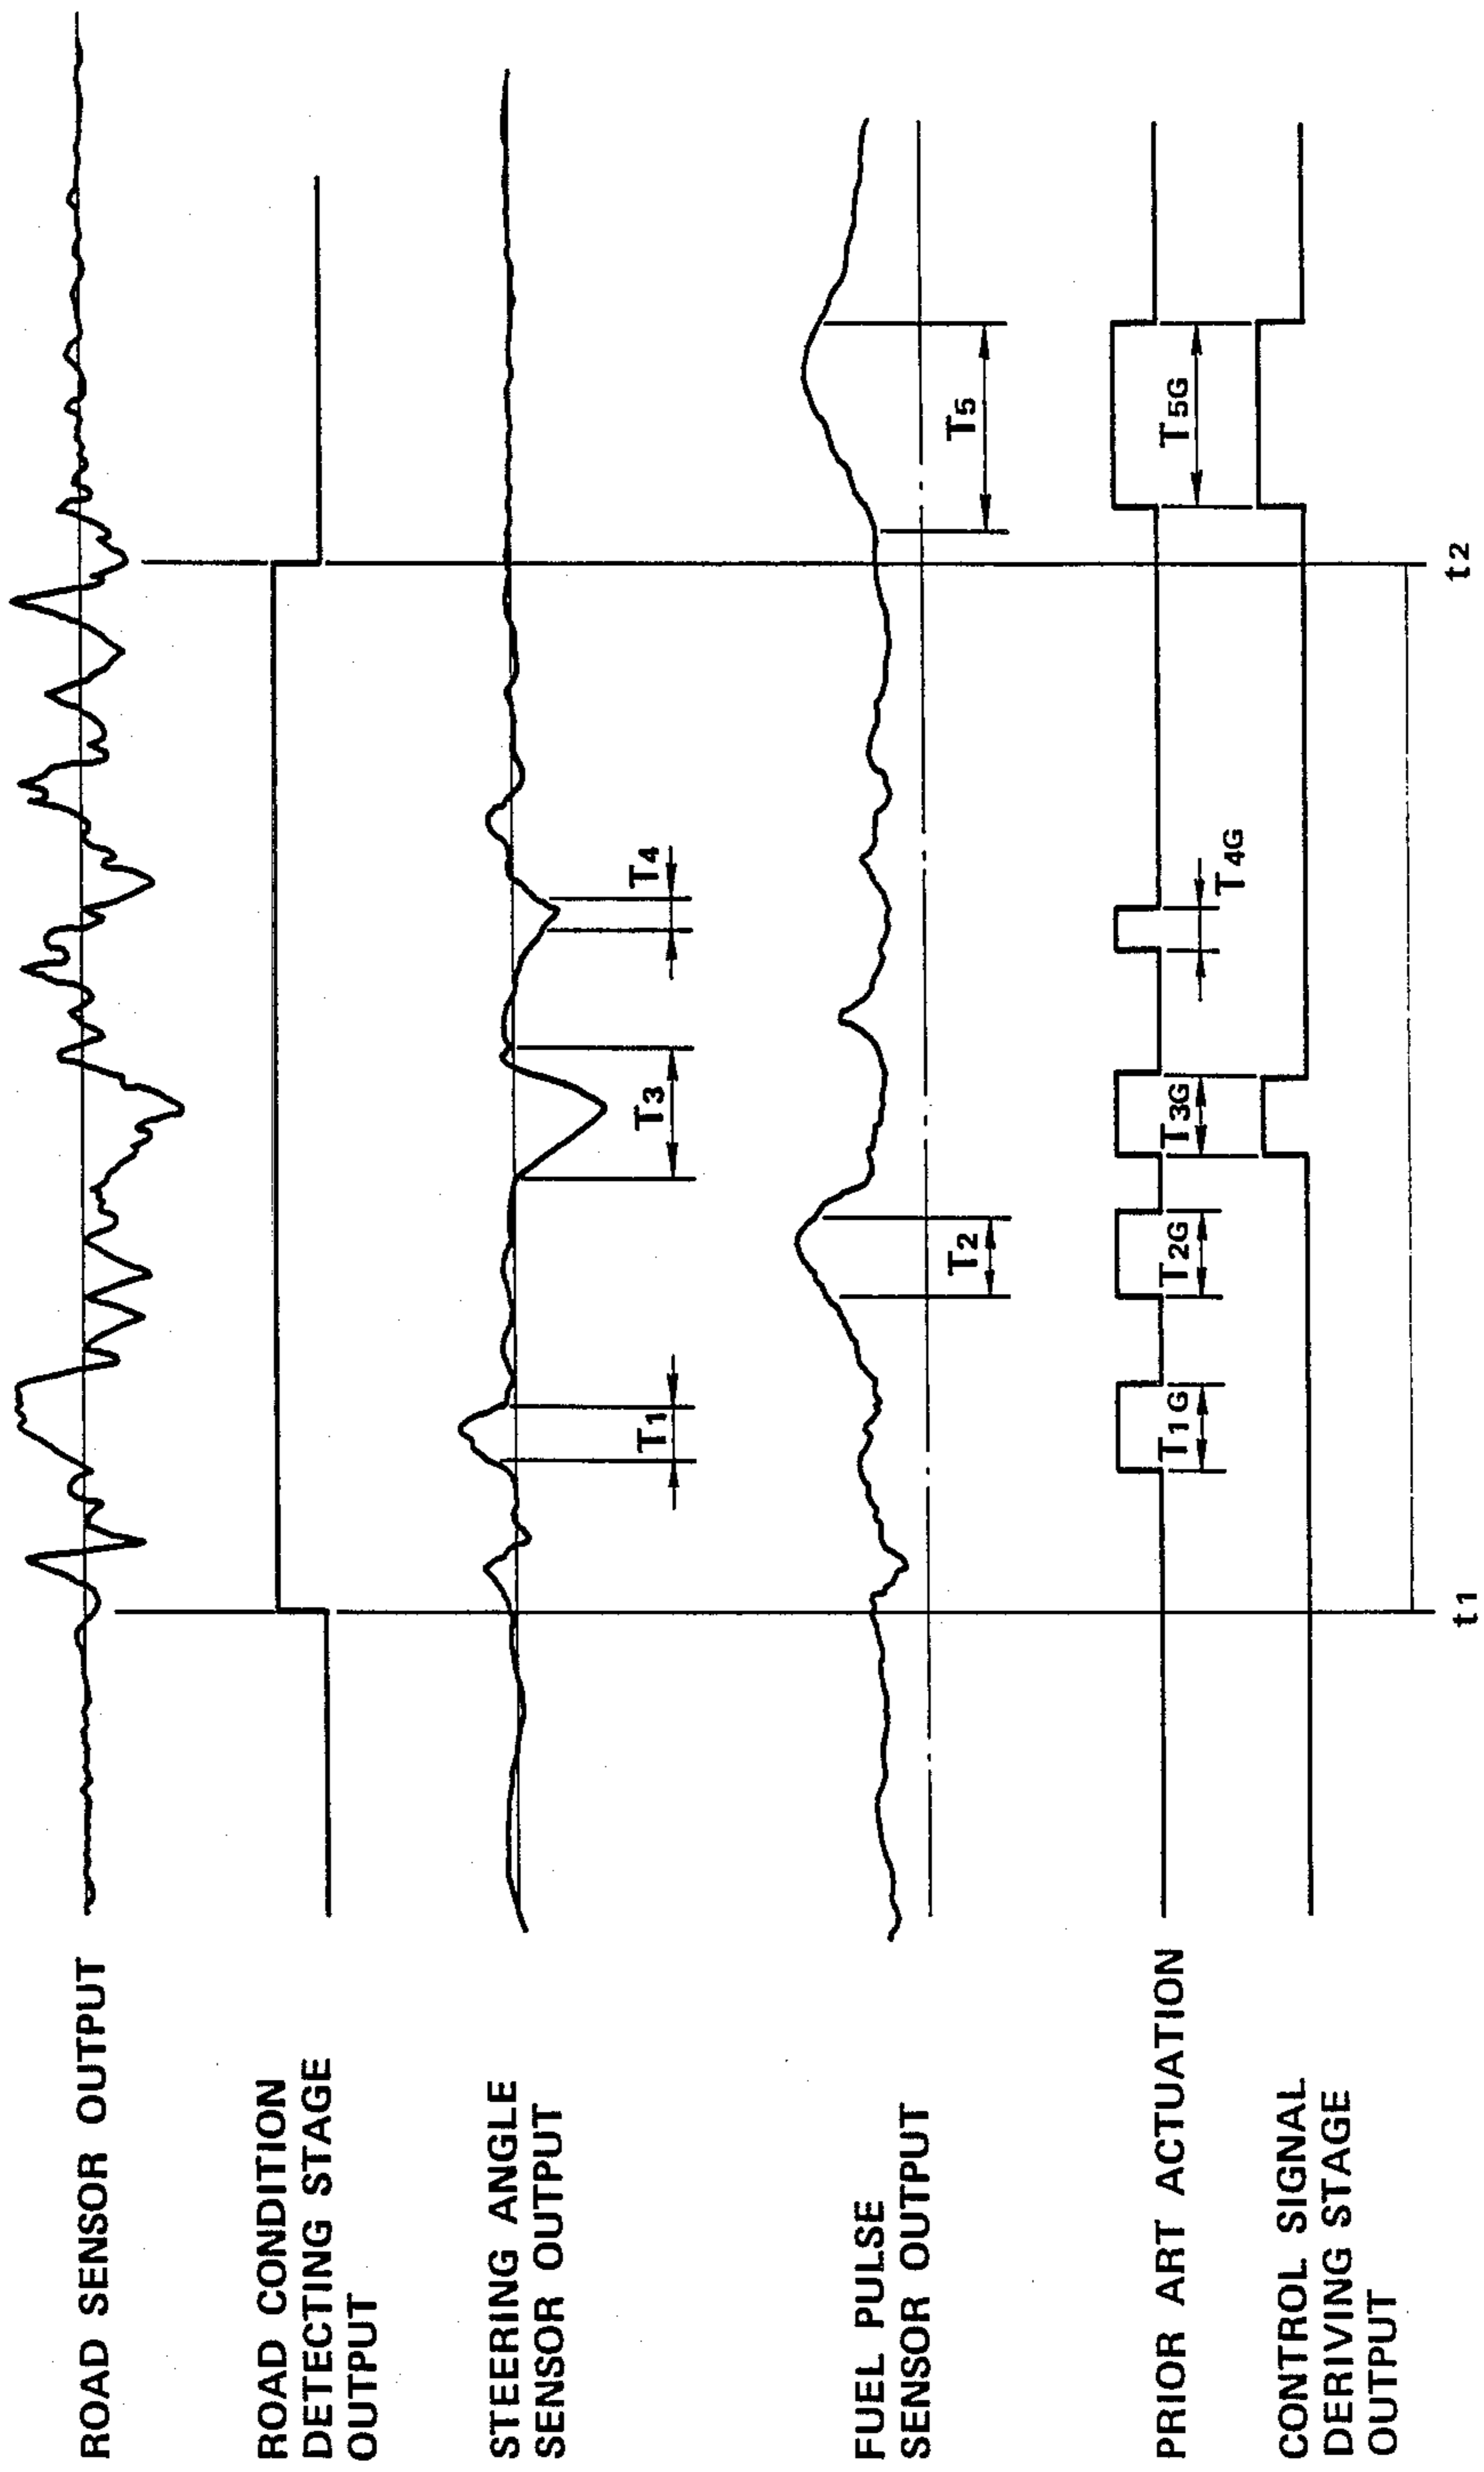 ROAD SENSOR OUTPUT
ROAD CONDITION
DETECTING STAGE
OUTPUT
STEERING ANGLE
SENSOR OUTPUT
T1
T3
T4
FUEL PULSE
SENSOR OUTPUT
T2
T5
PRIOR ART ACTUATION
T1G
T2G
T3G
T4G
T5G
CONTROL SIGNAL
DERIVING STAGE
OUTPUT
t1
t2